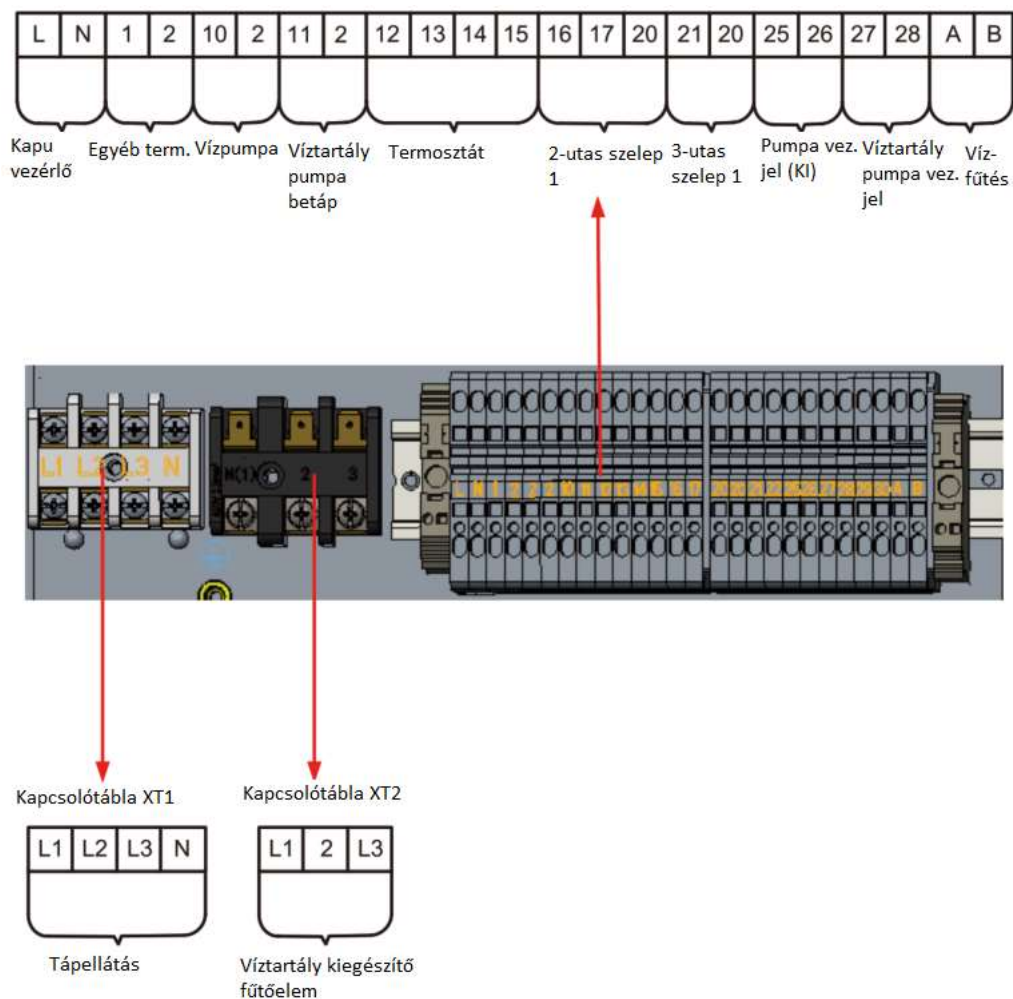 L N 1 2 10 2 11 2 12 13 14 15 16 17 20 21 20 25 26 27 28 A B
Kapu
vezérlő
Egyéb term.
Vízpumpa
Víztartály
pumpa
betáp
Termosztát
2-utas szelep
1
3-utas
szelep 1
Pumpa vez.
jel (KI)
Víztartály
pumpa vez.
jel
Víz-
fűtés
L1 L2 L3 N
N(1) 2 3
Kapcsolótábla XT1
L1 L2 L3 N
Tápellátás
Kapcsolótábla XT2
L1 2 L3
Víztartály kiegészítő
fűtőelem